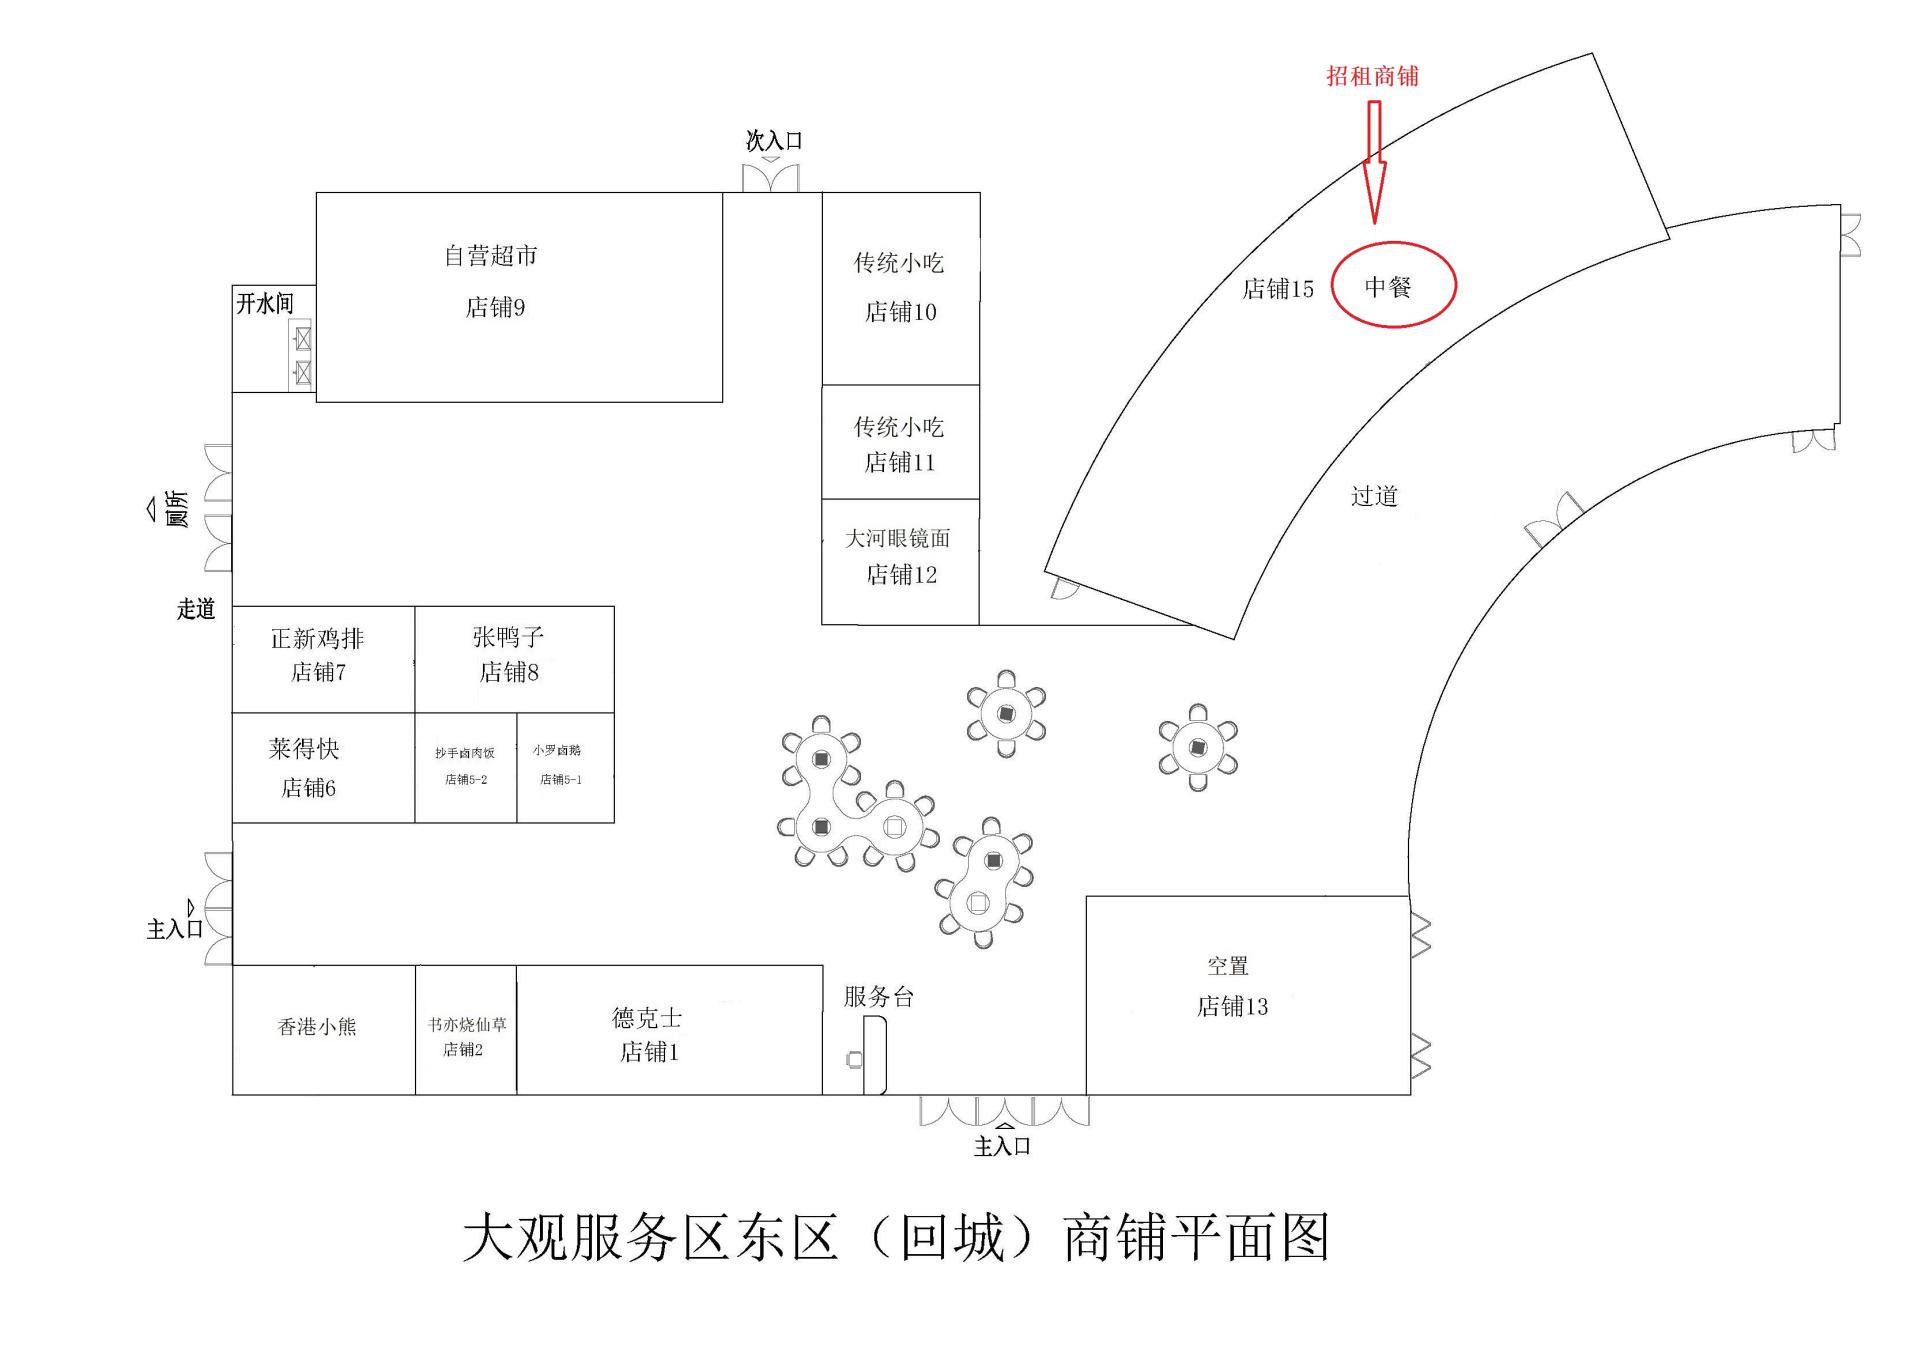 招租商铺
次入口
自营超市
店铺9
传统小吃
店铺10
店铺15
中餐
开水间
传统小吃
店铺11
过道
厕所
大河眼镜面
店铺12
走道
正新鸡排
店铺7
张鸭子
店铺8
莱得快
店铺6
抄手卤肉饭
店铺5-2
小罗卤鹅
店铺5-1
主入口
空置
店铺13
服务台
香港小熊
书亦烧仙草
店铺2
德克士
店铺1
主入口
大观服务区东区（回城）商铺平面图